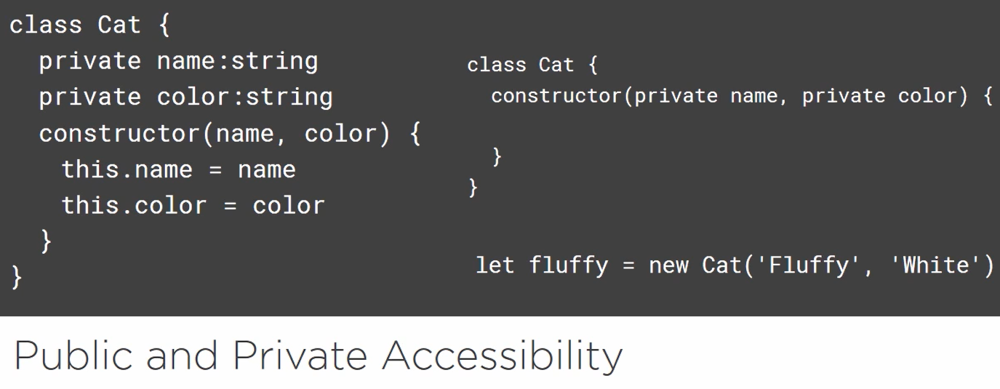 class Cat {
private name:string
private color:string
constructor(name, color) {
this.name = name
this.color = color
}
}
class Cat {
constructor(private name, private color) {
}
}
let fluffy = new Cat('Fluffy', 'White')
Public and Private Accessibility